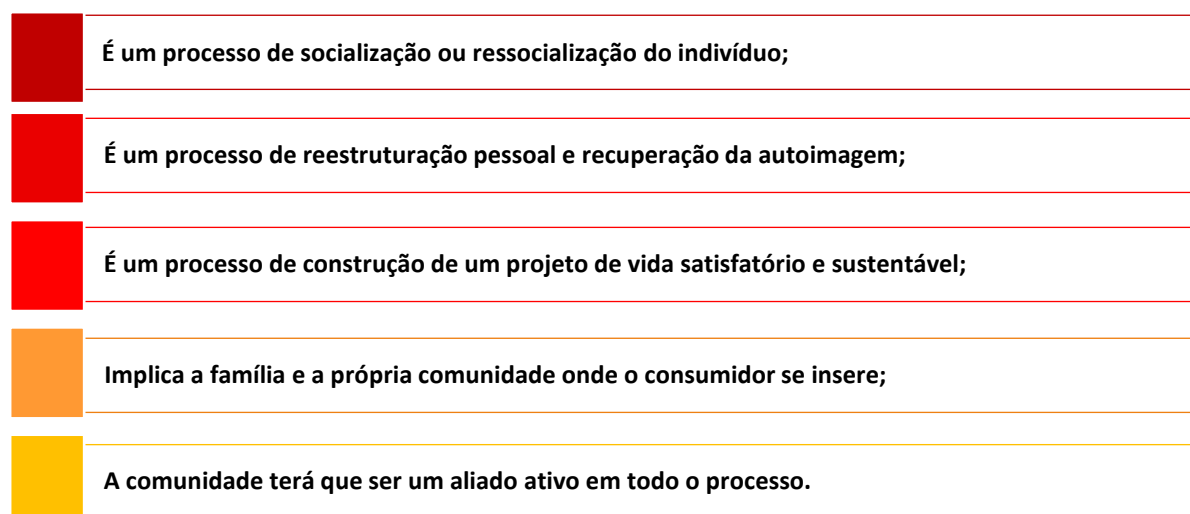 É um processo de socialização ou ressocialização do indivíduo;
É um processo de reestruturação pessoal e recuperação da autoimagem;
É um processo de construção de um projeto de vida satisfatório e sustentável;
Implica a família e a própria comunidade onde o consumidor se insere;
A comunidade terá que ser um aliado ativo em todo o processo.